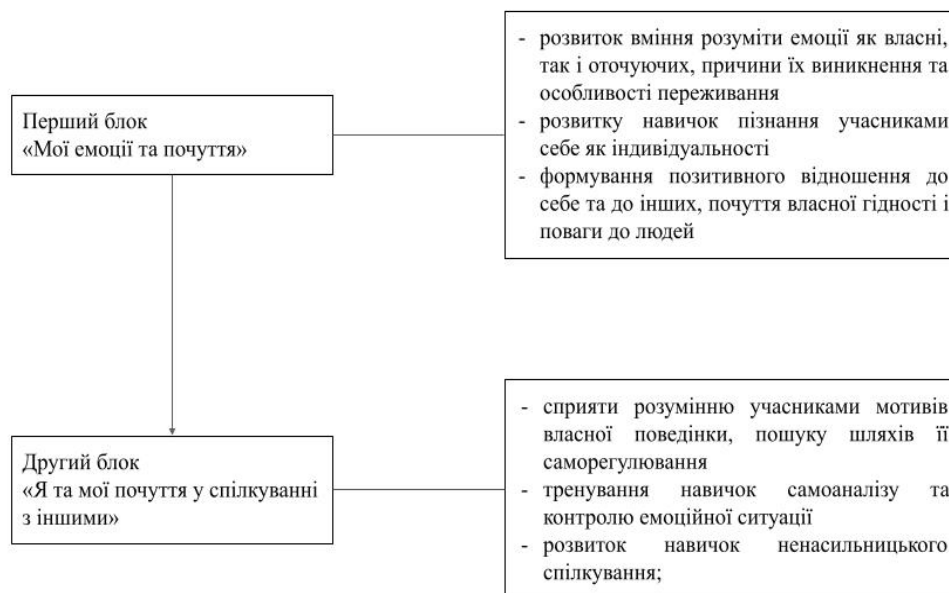 Перший блок
«Мої емоції та почуття»
- розвиток вміння розуміти емоції як власні,
так і оточуючих, причини їх виникнення та
особливості переживання
- розвитку навичок пізнання учасниками
себе як індивідуальності
- формування позитивного відношення до
себе та до інших, почуття власної гідності і
поваги до людей
Другий блок
«Я та мої почуття у спілкуванні
з іншими»
- сприяти розумінню учасниками мотивів
власної поведінки, пошуку шляхів її
саморегулювання
- тренування навичок самоаналізу та
контролю емоційної ситуації
- розвиток навичок ненасильницького
спілкування;